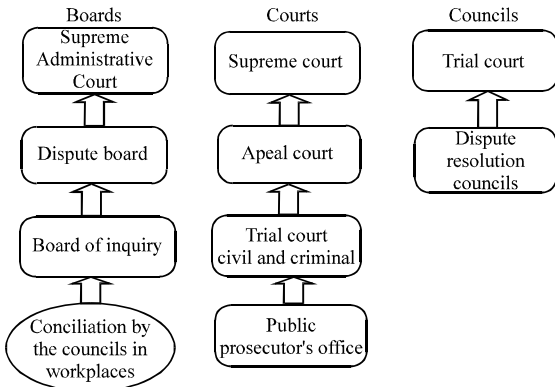 Boards
Supreme
Administrative
Court
Dispute board
Board of inquiry
Conciliation by
the councils in
workplaces
Courts
Supreme court
Apeal court
Trial court
civil and criminal
Public
prosecutor's office
Councils
Trial court
Dispute
resolution
councils